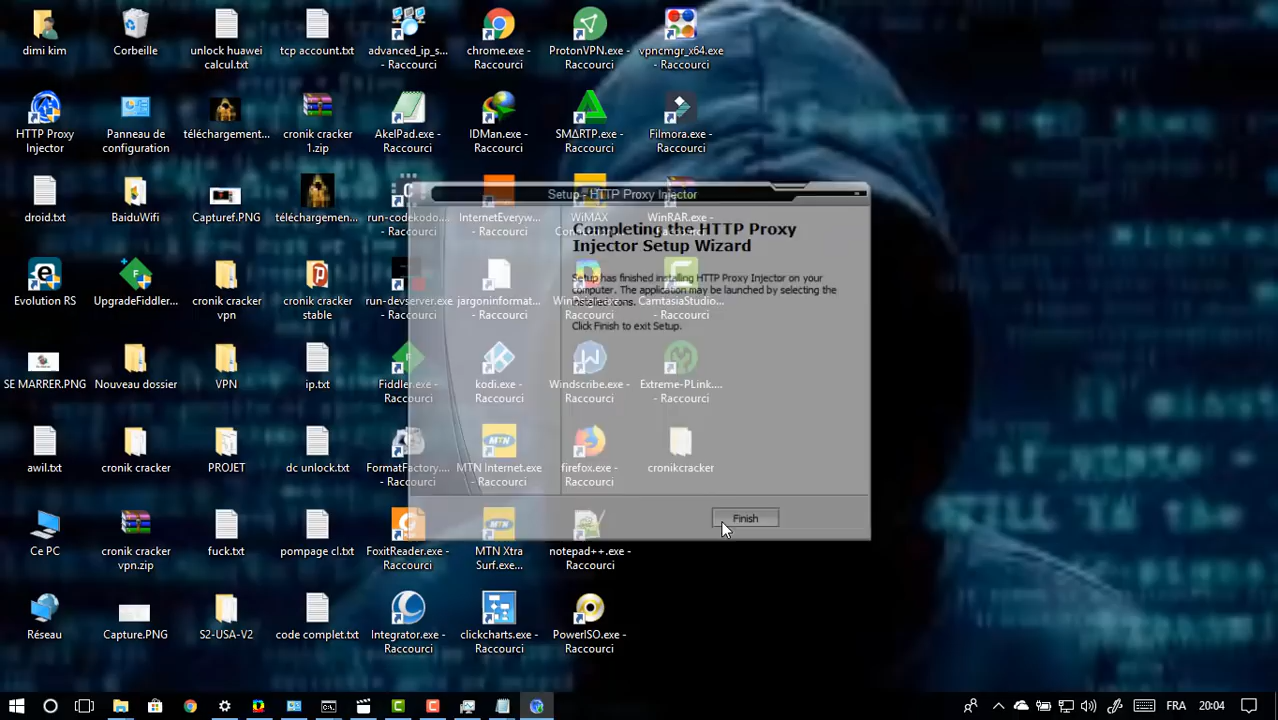 dimi kim
Corbeille
unlock huawei
calcul.txt
tcp account.txt
advanced_ip_s...
- Raccourci
chrome.exe -
Raccourci
ProtonVPN.exe -
Raccourci
vpncmgr_x64.exe
- Raccourci
HTTP Proxy
Injector
Panneau de
configuration
téléchargement...
cronik cracker
1.zip
AkelPad.exe -
Raccourci
IDMan.exe -
Raccourci
SMΔRTP.exe -
Raccourci
Filmora.exe -
Raccourci
droid.txt
BaiduWifi
Capturef.PNG
téléchargemen...
run-codekodo...
- Raccourci
InternetEveryw...
- Raccourci
WiMAX
WinRAR.exe -
Raccourci
Setup - HTTP Proxy Injector
Completing the HTTP Proxy
Injector Setup Wizard
Setup has finished installing HTTP Proxy Injector on your
computer. The application may be launched by selecting the
installed icons.
Click Finish to exit Setup.
Finish
Evolution RS
UpgradeFiddler...
cronik cracker
vpn
cronik cracker
stable
run-devserver.exe
- Raccourci
jargoninformat...
- Raccourci
Raccourci
CamtasiaStudio...
- Raccourci
SE MARRER.PNG
Nouveau dossier
VPN
ip.txt
Fiddler.exe -
Raccourci
kodi.exe -
Raccourci
Windscribe.exe -
Raccourci
Extreme-PLink....
- Raccourci
awil.txt
cronik cracker
PROJET
dc unlock.txt
FormatFactory....
- Raccourci
MTN Internet.exe
- Raccourci
firefox.exe -
Raccourci
cronikcracker
Ce PC
cronik cracker
vpn.zip
fuck.txt
pompage cl.txt
FoxitReader.exe -
Raccourci
MTN Xtra
Surf.exe...
notepad++.exe -
Raccourci
Réseau
Capture.PNG
S2-USA-V2
code complet.txt
Integrator.exe -
Raccourci
clickcharts.exe -
Raccourci
PowerISO.exe -
Raccourci
FRA
20:04